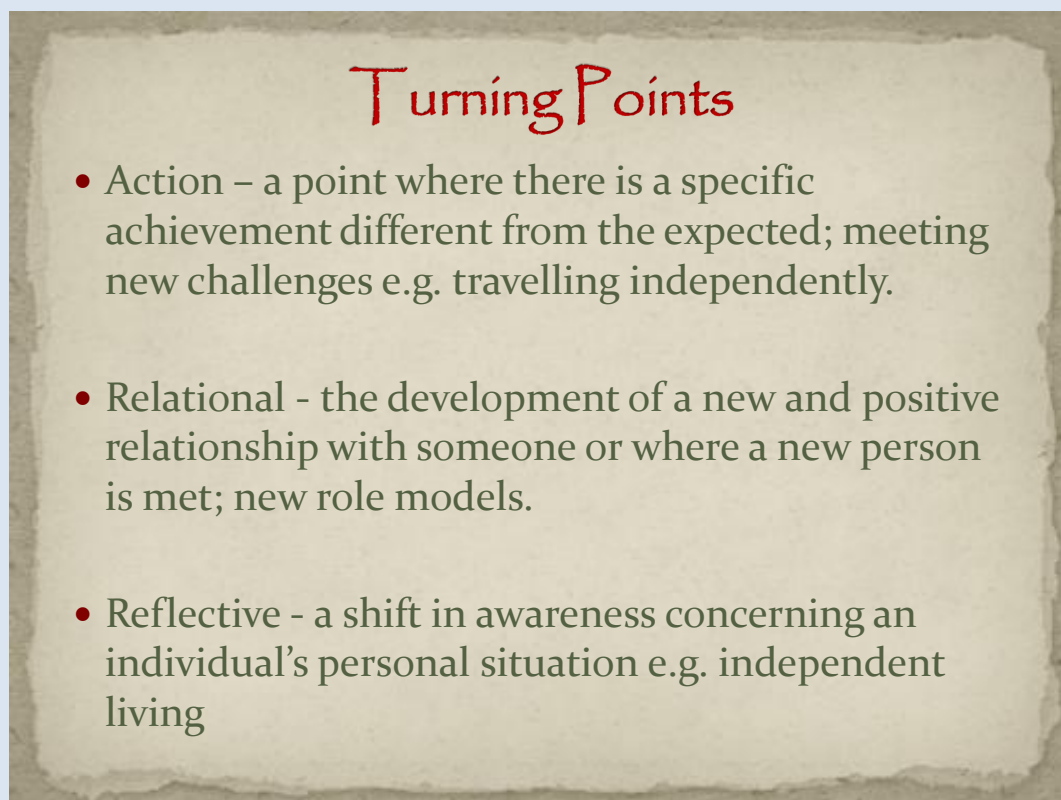 Turning Points
• Action – a point where there is a specific
achievement different from the expected; meeting
new challenges e.g. travelling independently.
• Relational - the development of a new and positive
relationship with someone or where a new person
is met; new role models.
• Reflective - a shift in awareness concerning an
individual's personal situation e.g. independent
living